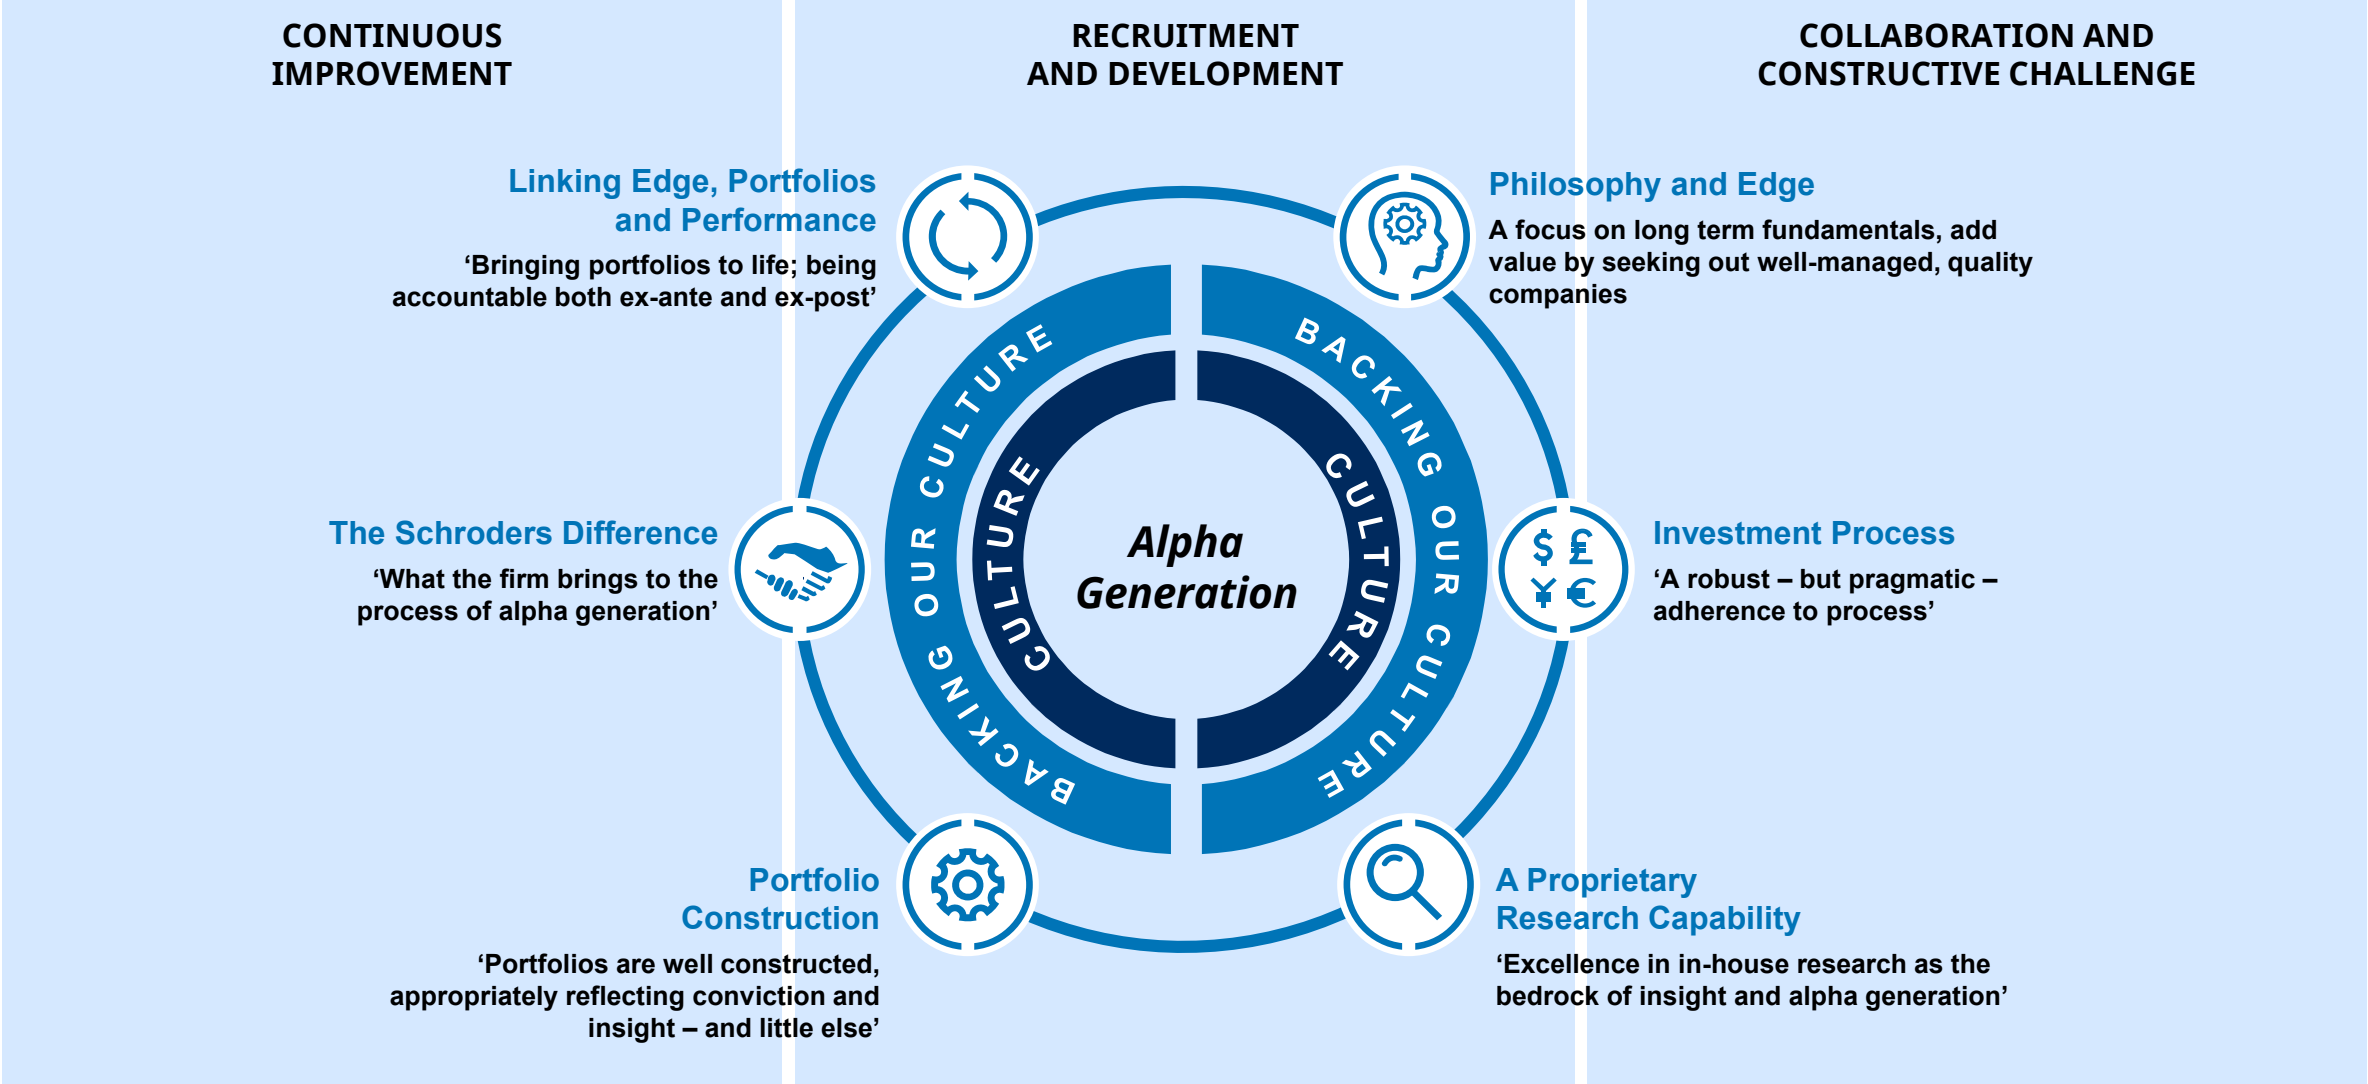 CONTINUOUS
IMPROVEMENT
RECRUITMENT
AND DEVELOPMENT
COLLABORATION AND
CONSTRUCTIVE CHALLENGE
Linking Edge, Portfolios
and Performance
‘Bringing portfolios to life; being
accountable both ex-ante and ex-post’
Philosophy and Edge
A focus on long term fundamentals, add
value by seeking out well-managed, quality
companies
BACKING OUR CULTURE
CULTURE
Alpha
Generation
CULTURE
BACKING OUR CULTURE
The Schroders Difference
‘What the firm brings to the
process of alpha generation’
$ £
¥ €
Investment Process
‘A robust – but pragmatic –
adherence to process’
Portfolio
Construction
‘Portfolios are well constructed,
appropriately reflecting conviction and
insight – and little else’
A Proprietary
Research Capability
‘Excellence in in-house research as the
bedrock of insight and alpha generation’